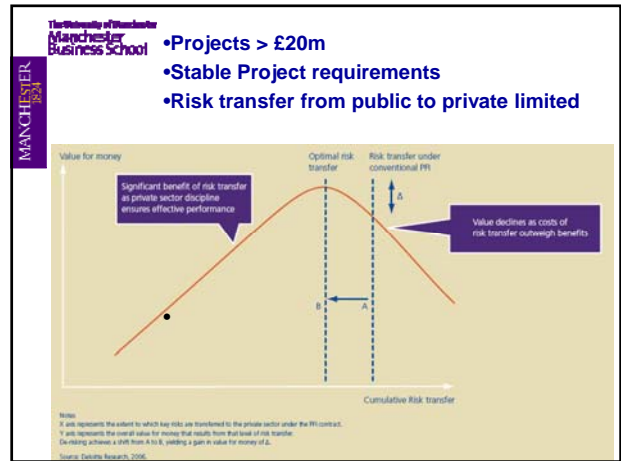 The University of Manchester
Manchester
Business School
MANCHESTER
1824
•Projects > £20m
•Stable Project requirements
•Risk transfer from public to private limited
Value for money
Optimal risk
transfer
Risk transfer under
conventional PFI
Significant benefit of risk transfer
as private sector discipline
ensures effective performance
Δ
Value declines as costs of
risk transfer outweigh benefits
B
A
Cumulative Risk transfer
Notes
X axis represents the extent to which key risks are transferred to the private sector under the PFI contract.
Y axis represents the overall value for money that results from that level of risk transfer.
De-risking achieves a shift from A to B, yielding a gain in value for money of Δ.
Source: Deloitte Research, 2006.